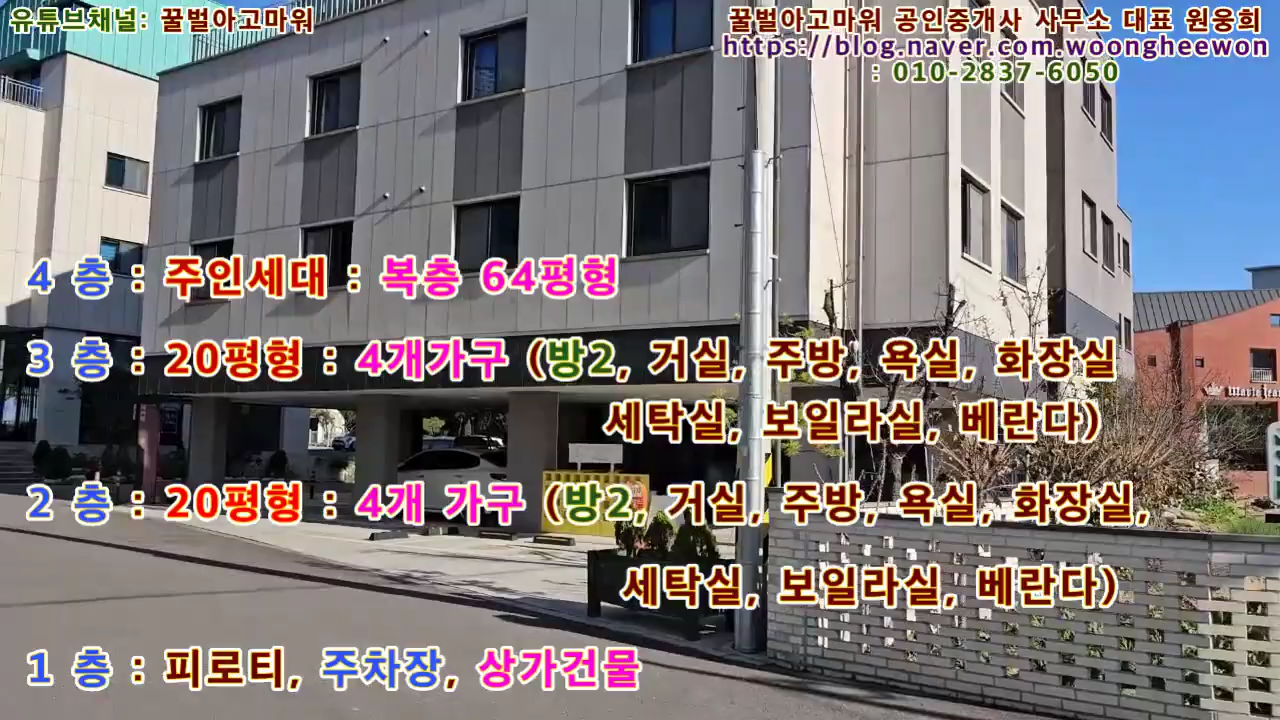 유튜브채널: 꿀벌아고마워
꿀벌아고마워 공인중개사 사무소 대표 원웅희
https://blog.naver.com.woongheewon
: 010-2837-6050
4 층 : 주인세대 : 복층 64평형
3 층 : 20평형 : 4개가구 (방2, 거실, 주방, 욕실, 화장실
세탁실, 보일라실, 베란다)
2 층 : 20평형 : 4개 가구 (방2, 거실, 주방, 욕실, 화장실,
세탁실, 보일라실, 베란다)
1 층 : 피로티, 주차장, 상가건물